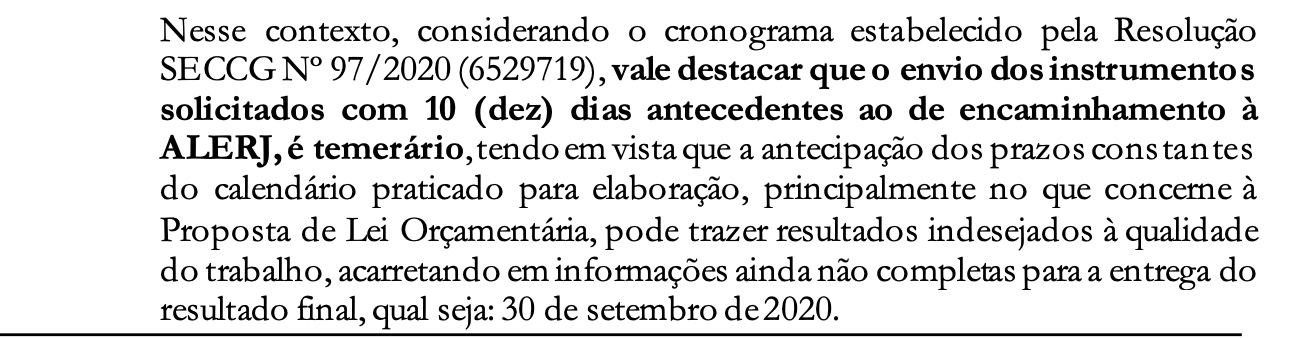 Nesse contexto, considerando o cronograma estabelecido pela Resolução
SECCG Nº 97/2020 (6529719), vale destacar que o envio dos instrumentos
solicitados com 10 (dez) dias antecedentes ao de encaminhamento à
ALERJ, é temerário, tendo em vista que a antecipação dos prazos constantes
do calendário praticado para elaboração, principalmente no que concerne à
Proposta de Lei Orçamentária, pode trazer resultados indesejados à qualidade
do trabalho, acarretando em informações ainda não completas para a entrega do
resultado final, qual seja: 30 de setembro de 2020.